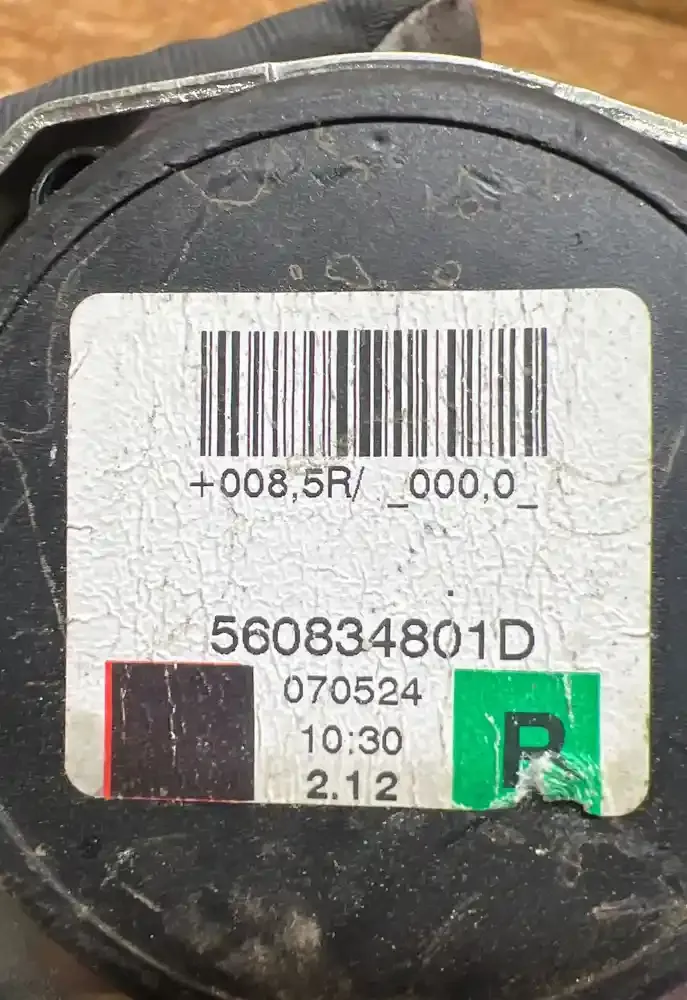 +008,5R/ _000,0_
560834801D
070524
10:30
2.12
R